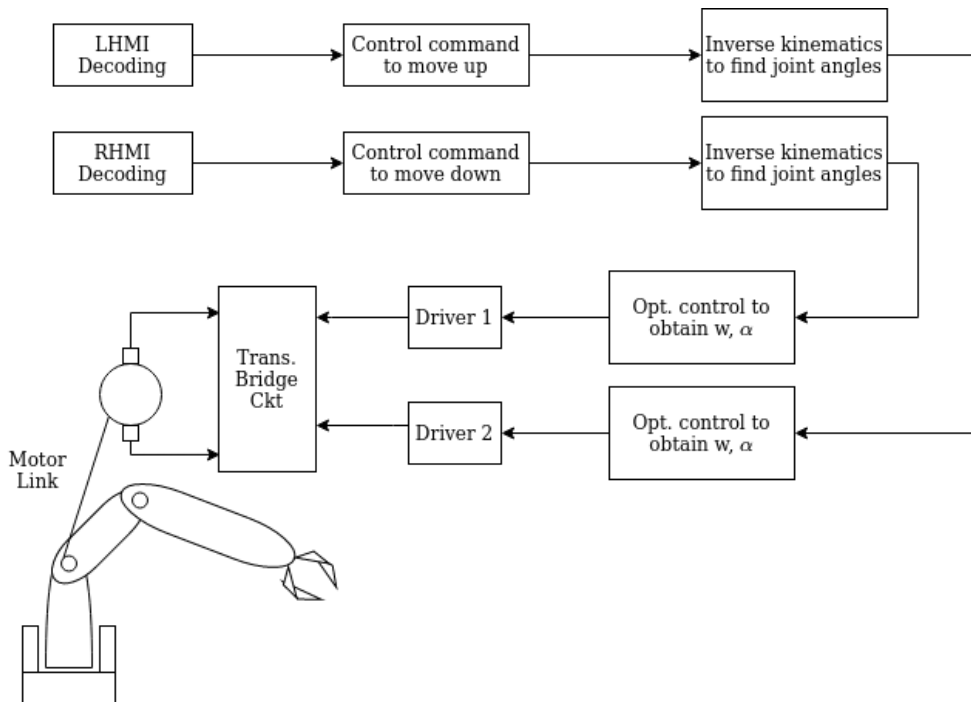 LHMI
Decoding
Control command
to move up
Inverse kinematics
to find joint angles
RHMI
Decoding
Control command
to move down
Inverse kinematics
to find joint angles
Trans.
Bridge
Ckt
Driver 1
Opt. control to
obtain w, α
Driver 2
Opt. control to
obtain w, α
Motor
Link